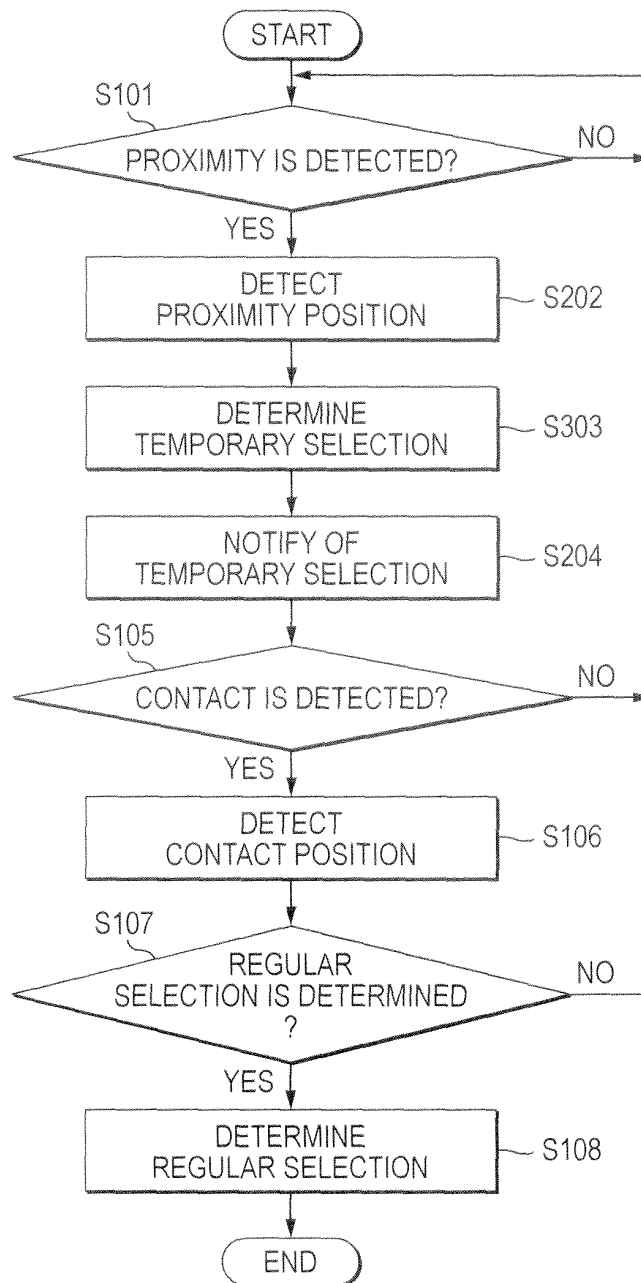 START
S101
PROXIMITY IS DETECTED?
NO
YES
DETECT
PROXIMITY POSITION
S202
DETERMINE
TEMPORARY SELECTION
S303
NOTIFY OF
TEMPORARY SELECTION
S204
S105
CONTACT IS DETECTED?
NO
YES
DETECT
CONTACT POSITION
S106
S107
REGULAR
SELECTION IS DETERMINED
?
NO
YES
DETERMINE
REGULAR SELECTION
S108
END